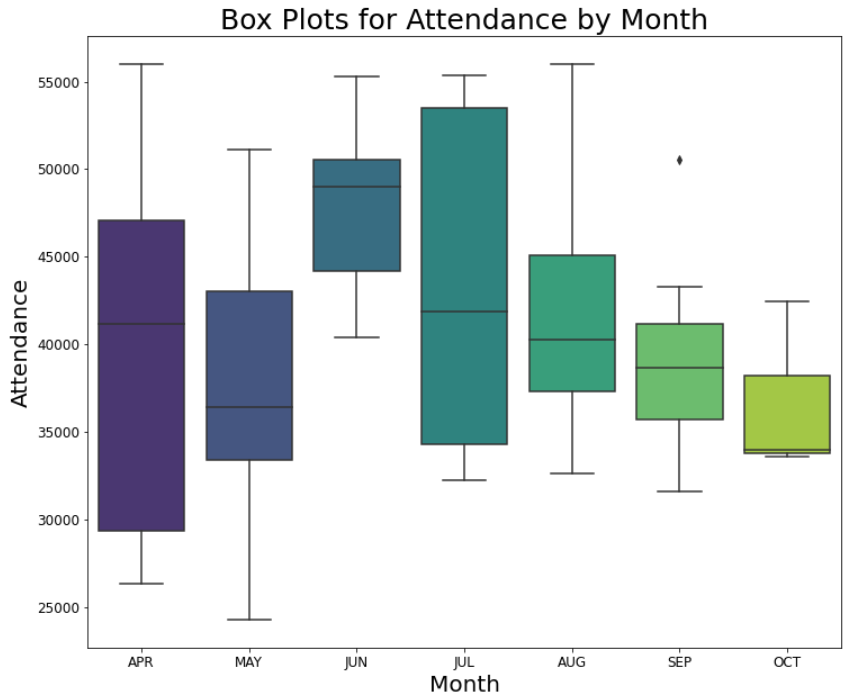 Box Plots for Attendance by Month
Attendance
55000
50000
45000
40000
35000
30000
25000
APR MAY JUN JUL AUG SEP OCT
Month